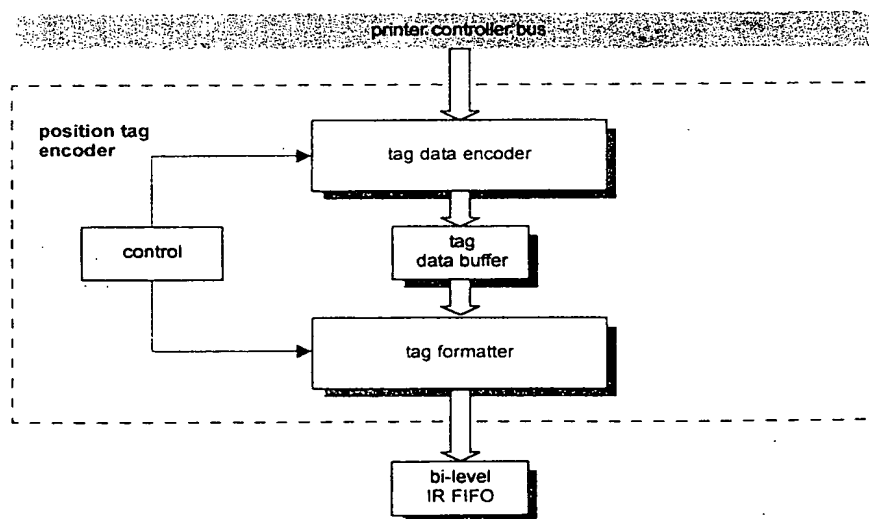 printer controller bus
position tag
encoder
tag data encoder
control
tag
data buffer
tag formatter
bi-level
IR FIFO